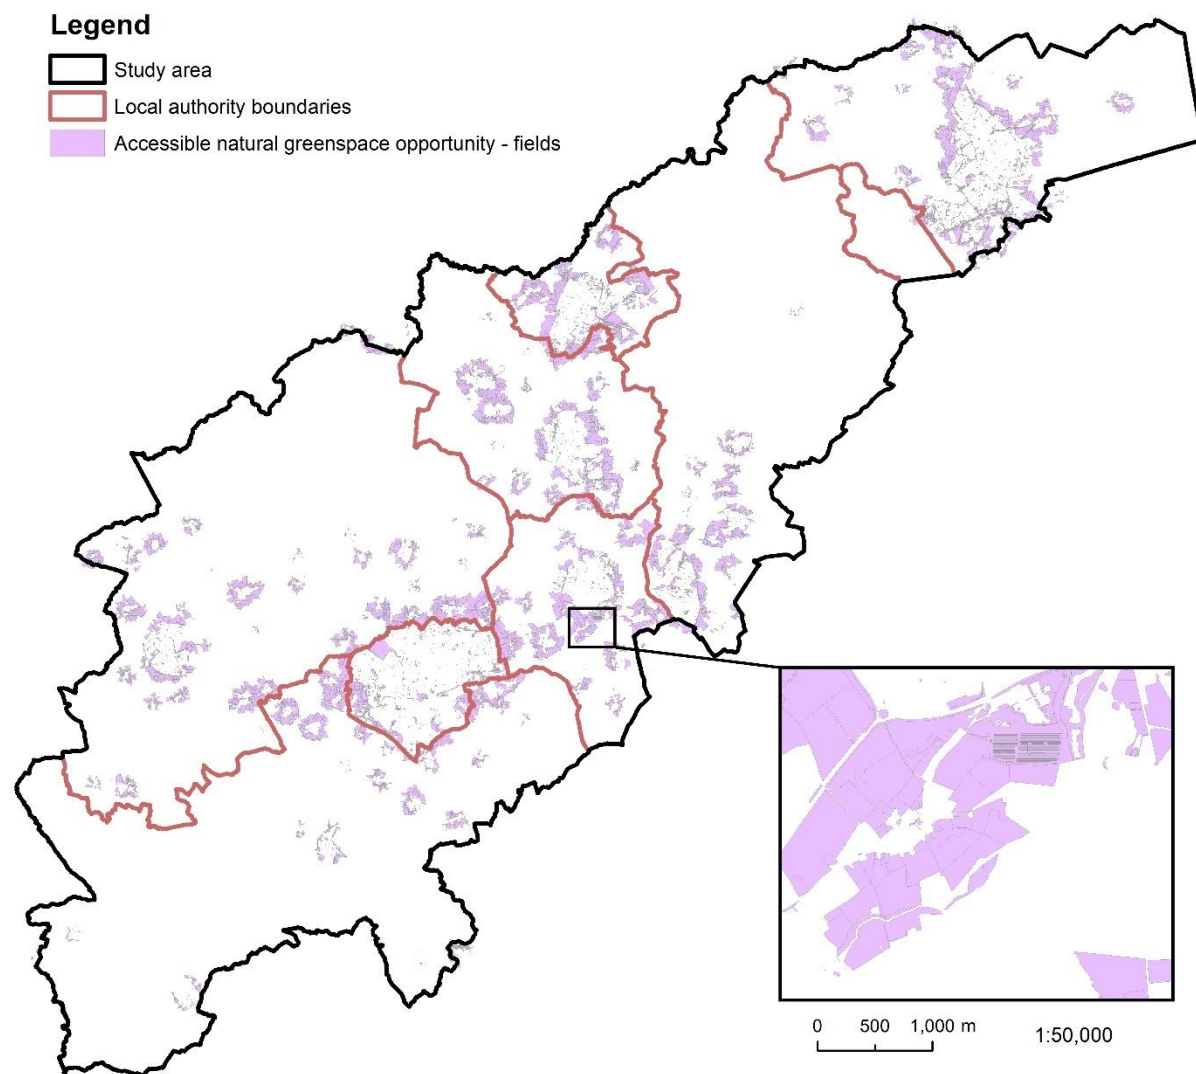 Legend
Study area
Local authority boundaries
Accessible natural greenspace opportunity - fields
0 500 1,000 m
1:50,000